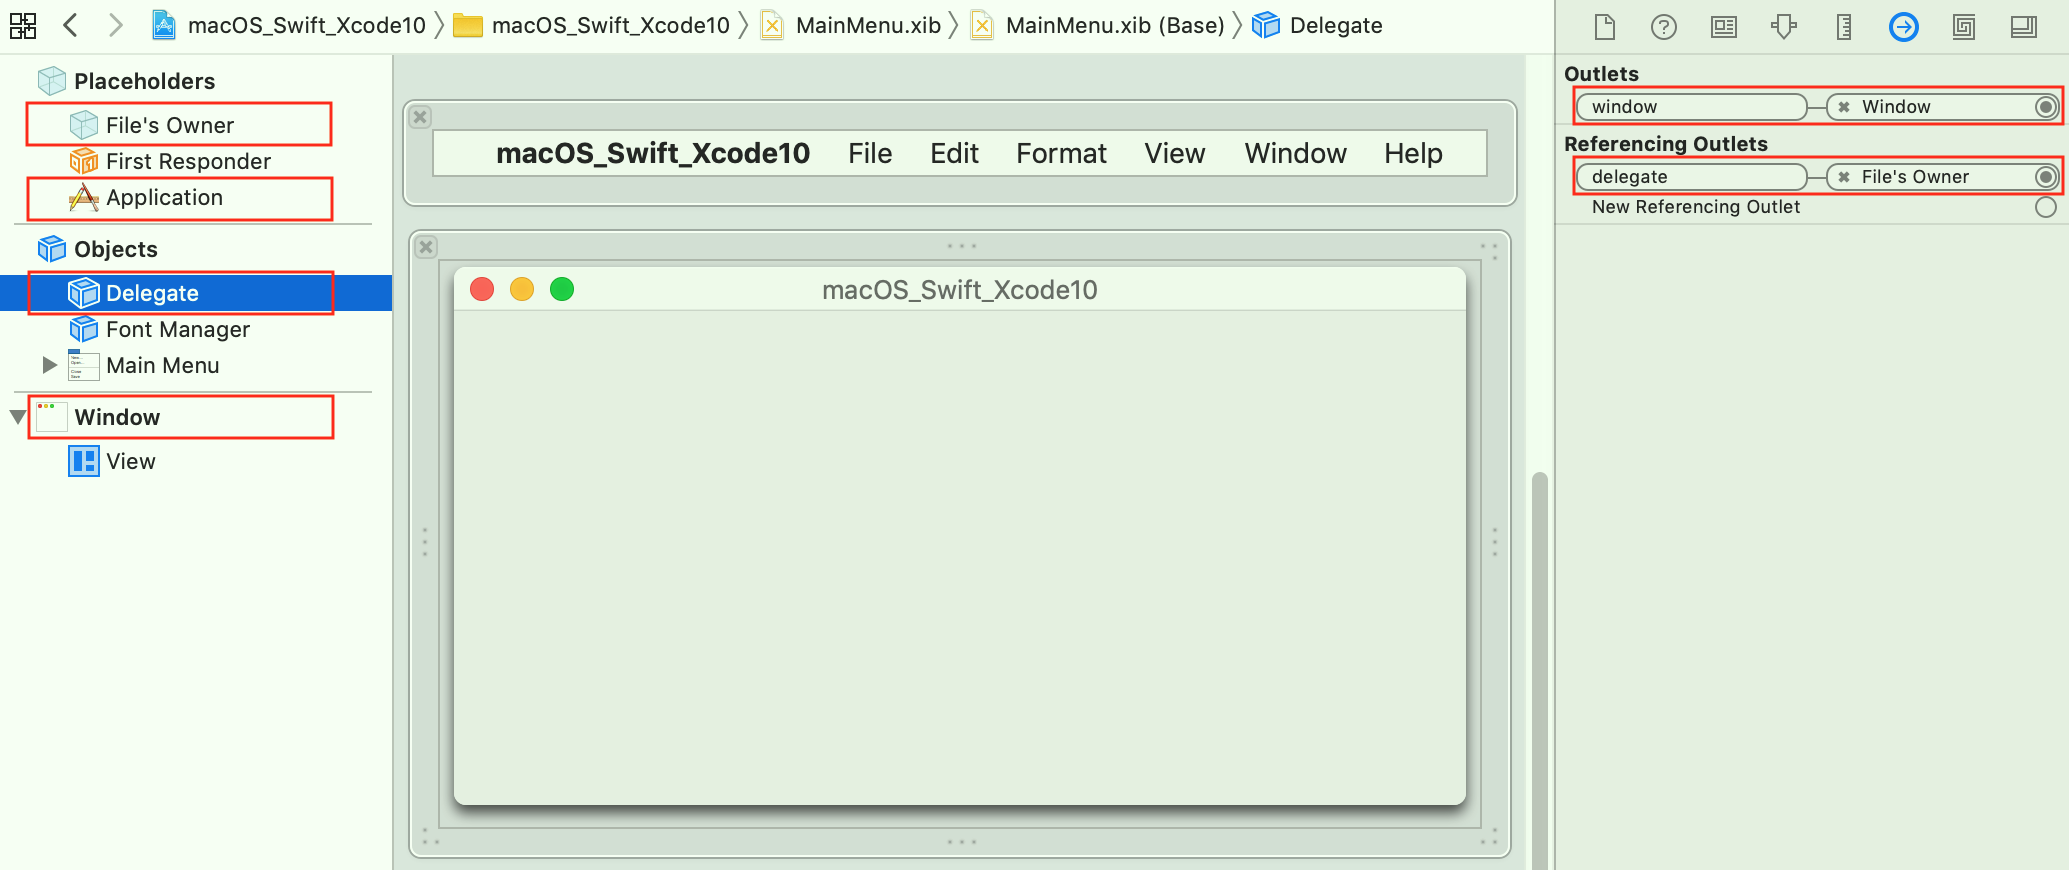 macOS_Swift_Xcode10 macOS_Swift_Xcode10 MainMenu.xib MainMenu.xib (Base) Delegate
Placeholders
File's Owner
First Responder
Application
Objects
Delegate
Font Manager
Main Menu
Window
View
macOS_Swift_Xcode10 File Edit Format View Window Help
macOS_Swift_Xcode10
Outlets
window Window
Referencing Outlets
delegate File's Owner
New Referencing Outlet